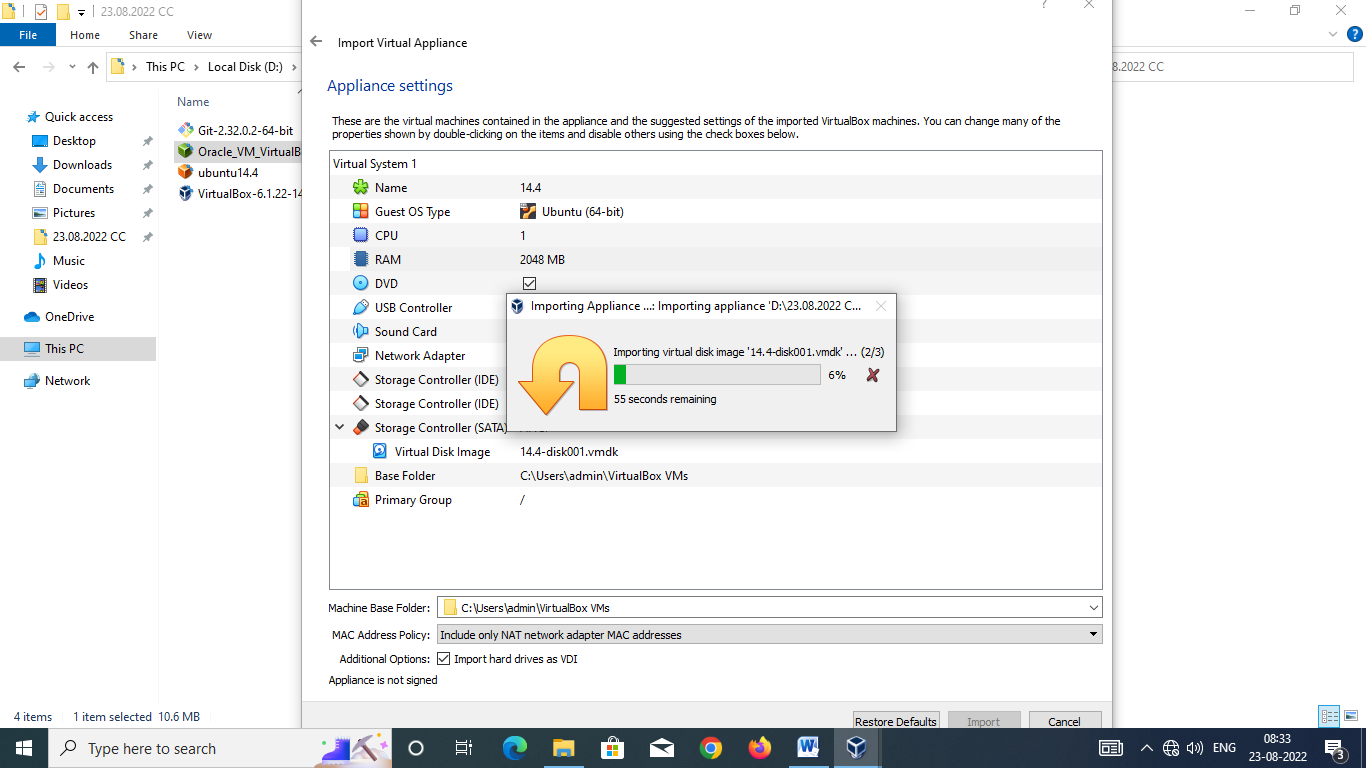 23.08.2022 CC
File Home Share View
This PC Local Disk (D:)
8.2022 CC
Quick access
Desktop
Downloads
Documents
Pictures
23.08.2022 CC
Music
Videos
OneDrive
This PC
Network
Name
Git-2.32.0.2-64-bit
Oracle_VM_VirtualB
ubuntu14.4
VirtualBox-6.1.22-14
4 items 1 item selected 10.6 MB
?
Import Virtual Appliance
Appliance settings
These are the virtual machines contained in the appliance and the suggested settings of the imported VirtualBox machines. You can change many of the
properties shown by double-clicking on the items and disable others using the check boxes below.
Virtual System 1
Name 14.4
Guest OS Type Ubuntu (64-bit)
CPU 1
RAM 2048 MB
DVD
USB Controller
Sound Card
Network Adapter
Storage Controller (IDE)
Storage Controller (IDE)
Storage Controller (SATA)
Virtual Disk Image 14.4-disk001.vmdk
Base Folder C:\Users\admin\VirtualBox VMs
Primary Group /
Importing Appliance ...: Importing appliance 'D:\23.08.2022 C...
Importing virtual disk image '14.4-disk001.vmdk' ... (2/3)
6%
55 seconds remaining
Machine Base Folder: C:\Users\admin\VirtualBox VMs
MAC Address Policy: Include only NAT network adapter MAC addresses
Additional Options: Import hard drives as VDI
Appliance is not signed
Restore Defaults Import Cancel
Type here to search
ENG
08:33
23-08-2022
3